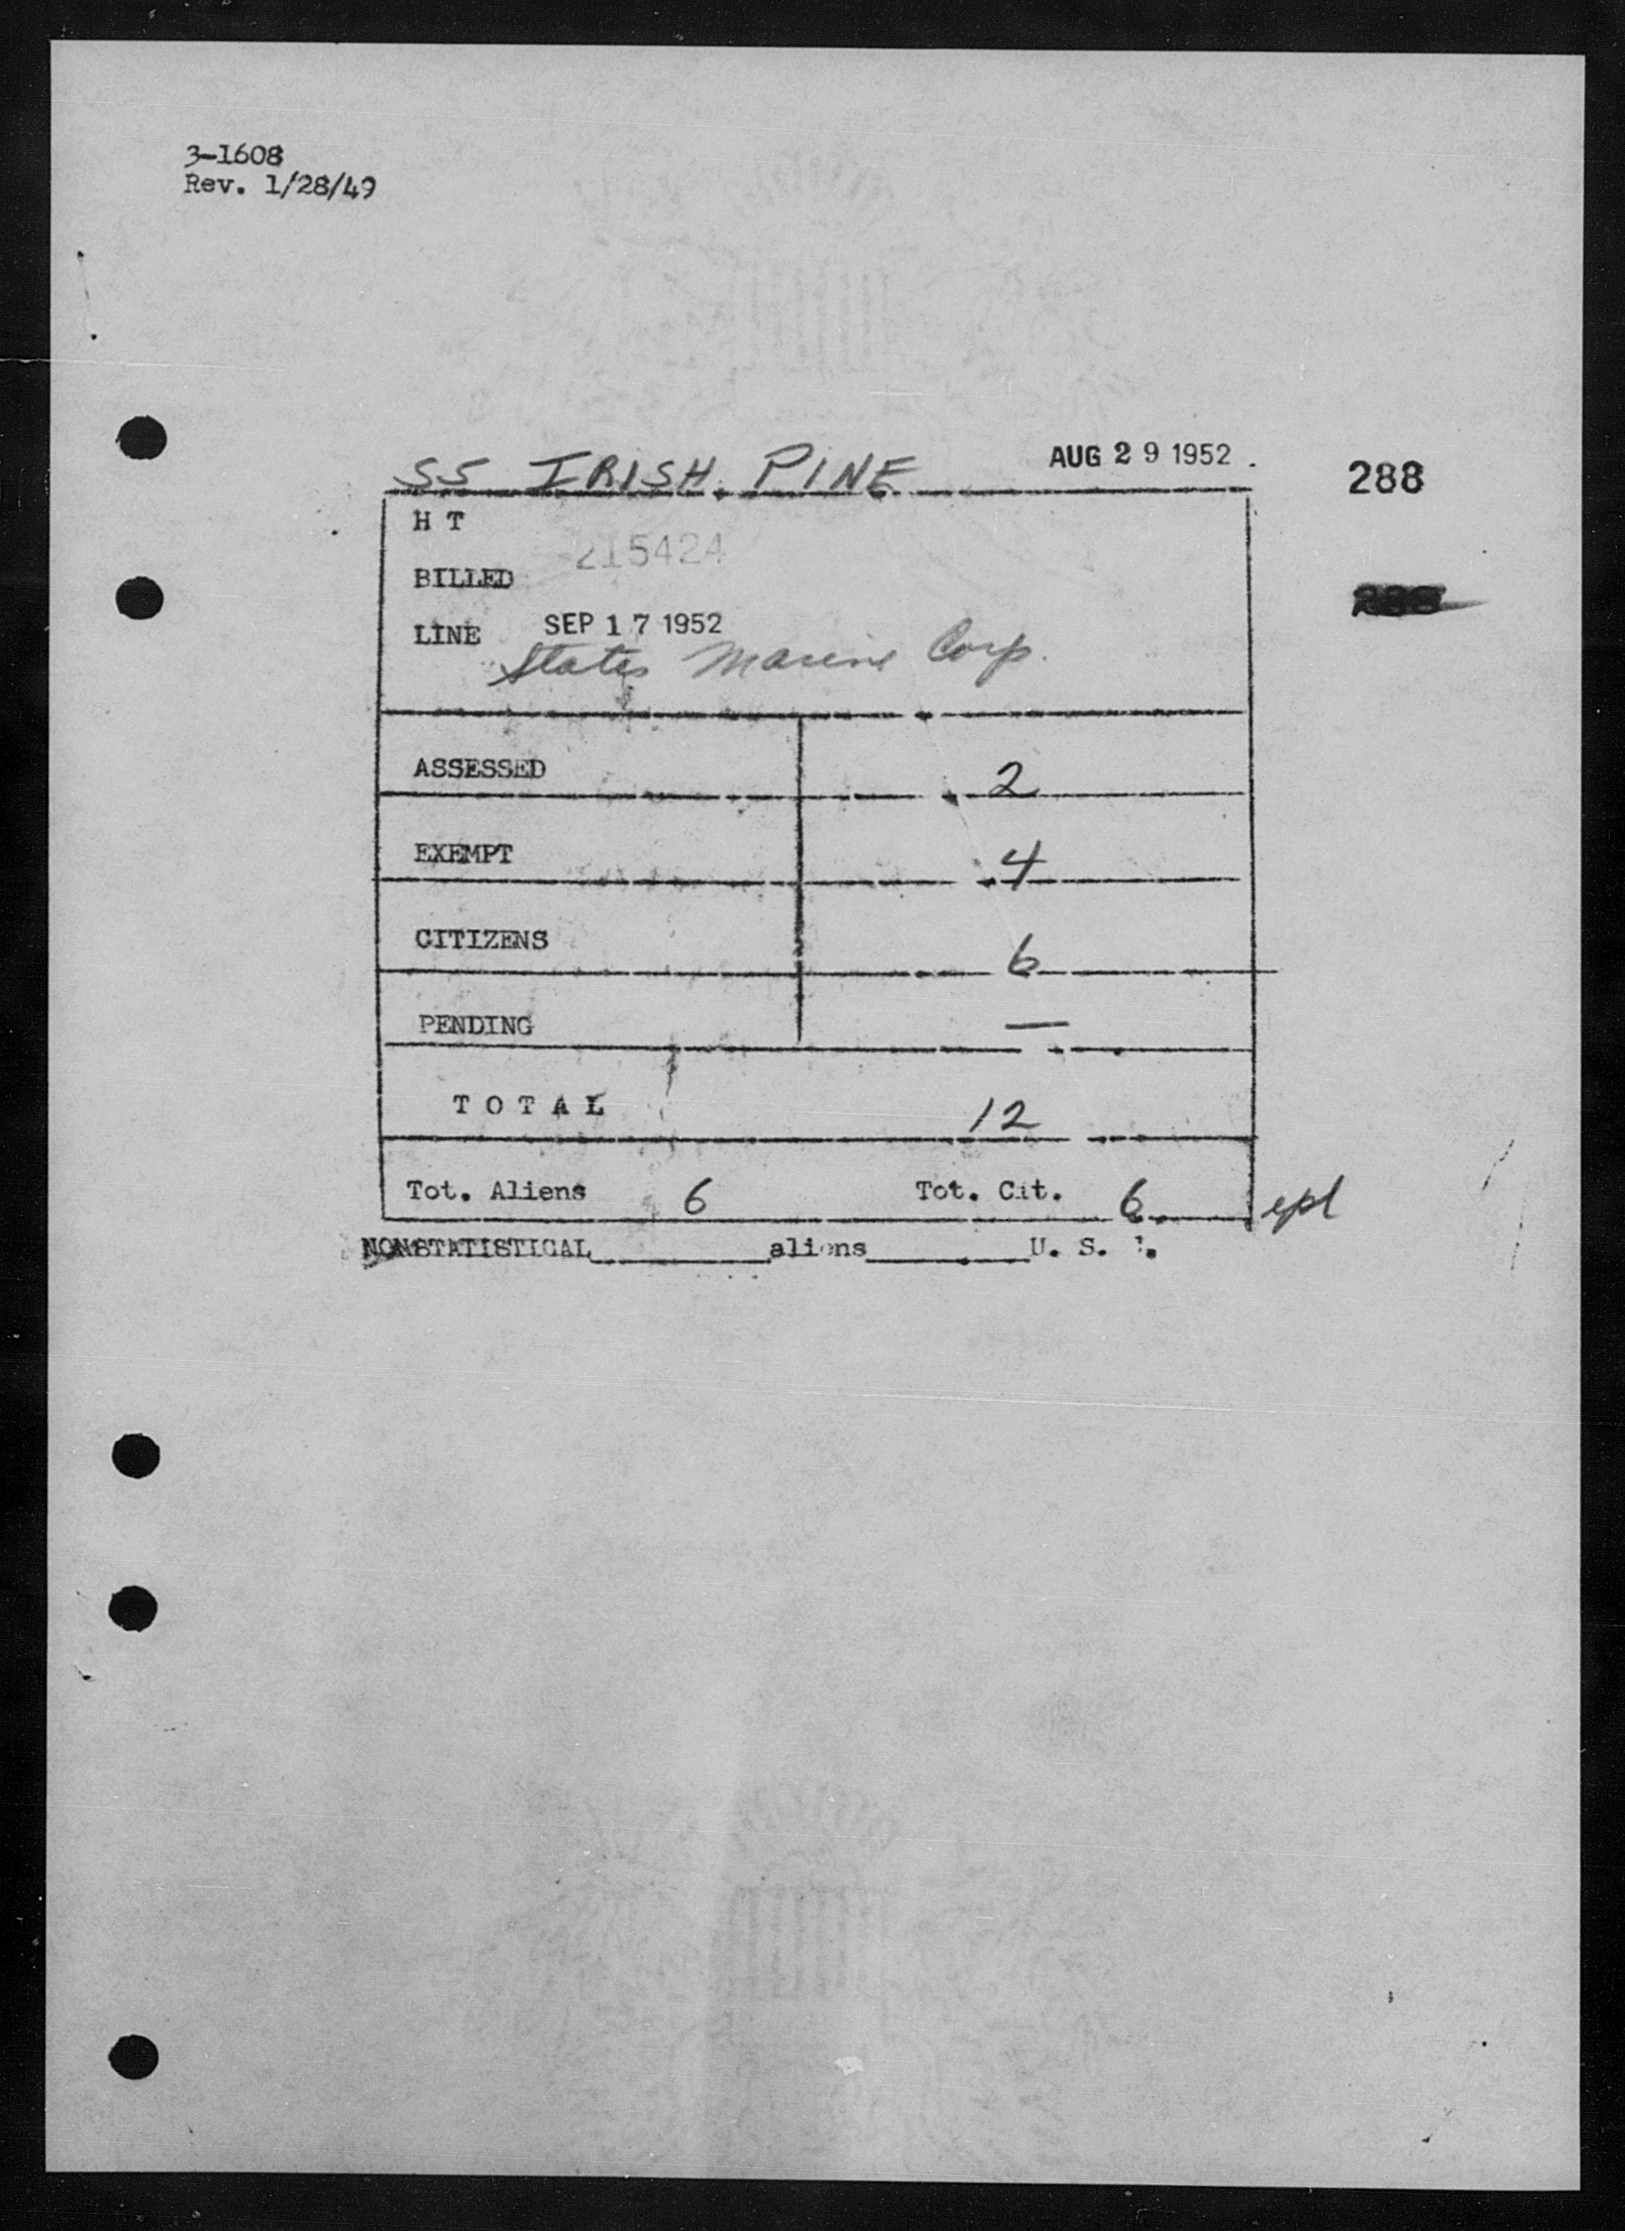 3-1608
Rev. 1/28/49
SS IRISH PINE AUG 29 1952 288
H T
215424
BILLED
LINE SEP 17 1952
States Marine Corp.
ASSESSED 2
EXEMPT 4
CITIZENS 6
PENDING —
TOTAL 12
Tot. Aliens 6 Tot. Cit. 6 epl
NONSTATISTICAL aliens U. S.